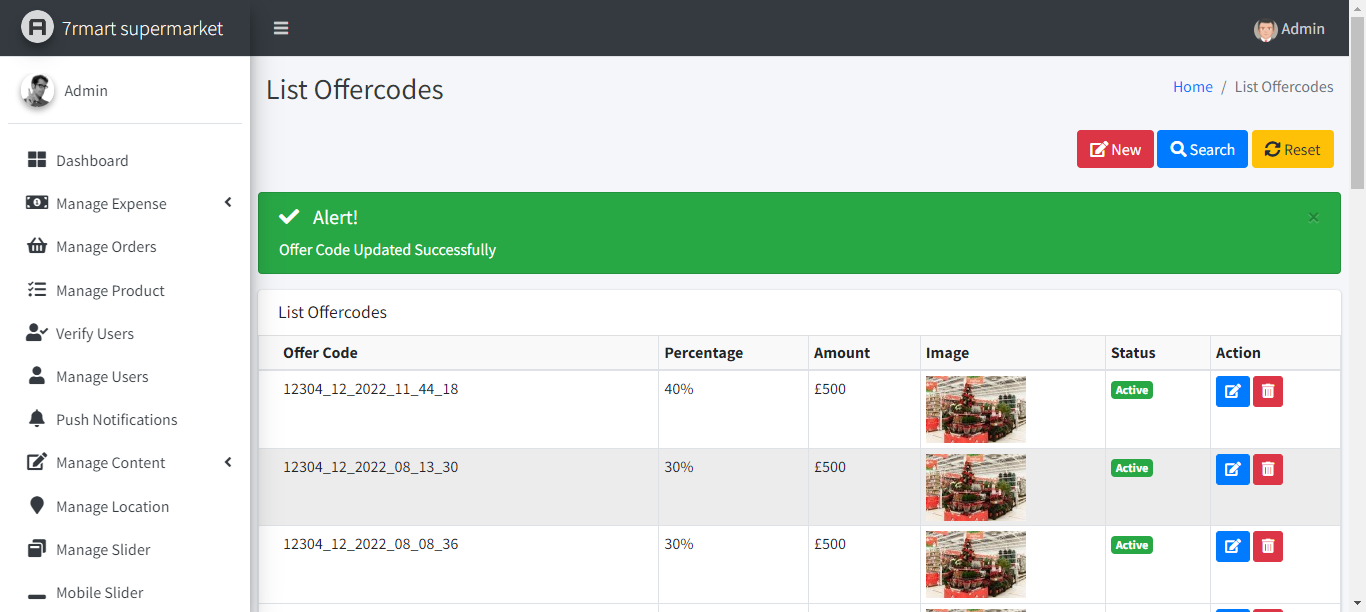 7rmart supermarket
Admin
Admin
List Offercodes
Home / List Offercodes
New Search Reset
Dashboard
Manage Expense
Manage Orders
Manage Product
Verify Users
Manage Users
Push Notifications
Manage Content
Manage Location
Manage Slider
Mobile Slider
Alert!
×
Offer Code Updated Successfully
List Offercodes
Offer Code Percentage Amount Image Status Action
12304_12_2022_11_44_18 40% £500 Active
12304_12_2022_08_13_30 30% £500 Active
12304_12_2022_08_08_36 30% £500 Active